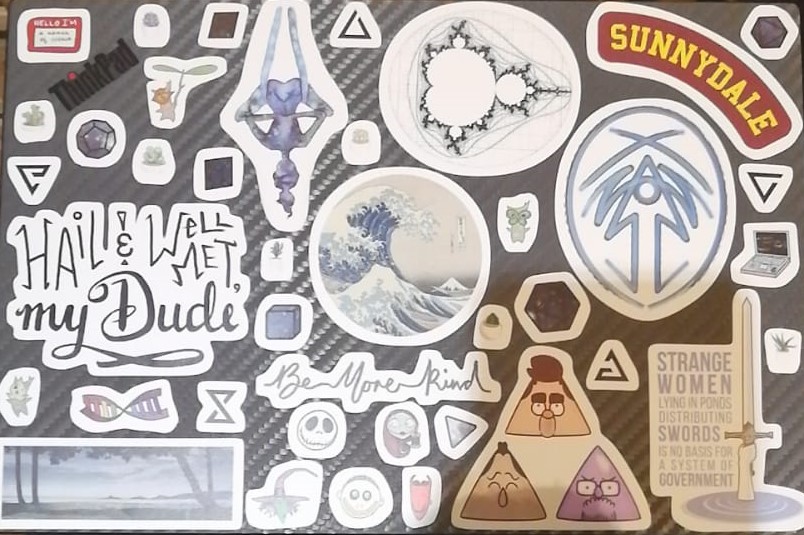 HELLO I'M
ThinkPad
SUNNYDALE
HAIL & WELL
MET,
my Dude
Be More Kind
STRANGE
WOMEN
LYING IN PONDS
DISTRIBUTING
SWORDS
IS NO BASIS FOR
A SYSTEM OF
GOVERNMENT